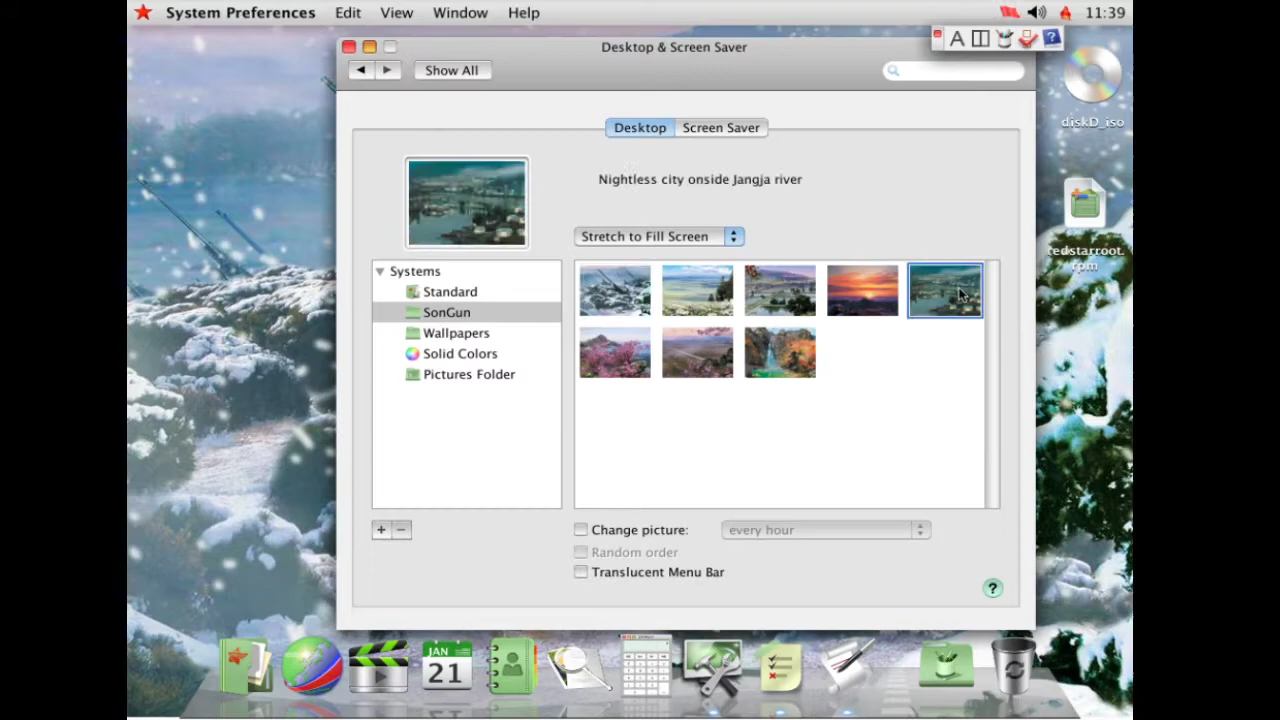 System Preferences Edit View Window Help 11:39
Desktop & Screen Saver
A
Show All
diskD_iso
Desktop Screen Saver
Nightless city onside Jangja river
Stretch to Fill Screen
redstarroot.
rpm
Systems
Standard
SonGun
Wallpapers
Solid Colors
Pictures Folder
+ −
Change picture: every hour
Random order
Translucent Menu Bar
?
JAN
21